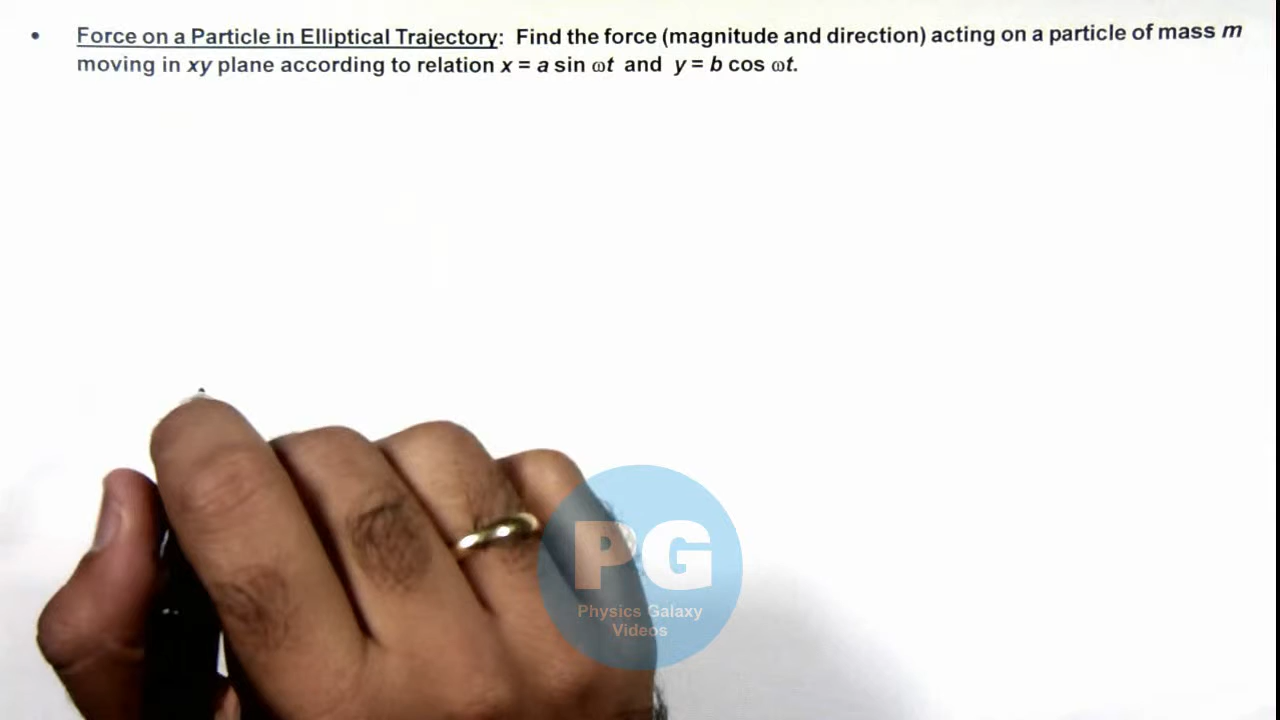 • Force on a Particle in Elliptical Trajectory: Find the force (magnitude and direction) acting on a particle of mass m
moving in xy plane according to relation x = a sin ωt and y = b cos ωt.
PG
Physics Galaxy
Videos